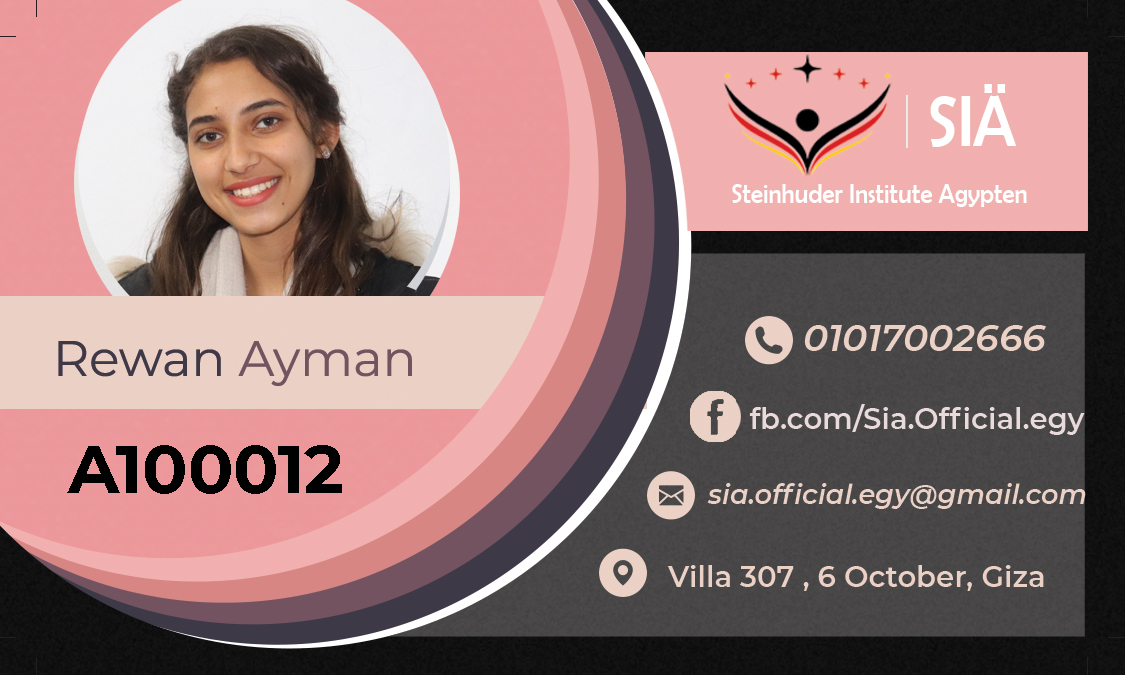 SIÄ
Steinhuder Institute Agypten
Rewan Ayman
A100012
01017002666
fb.com/Sia.Official.egy
sia.official.egy@gmail.com
Villa 307 , 6 October, Giza